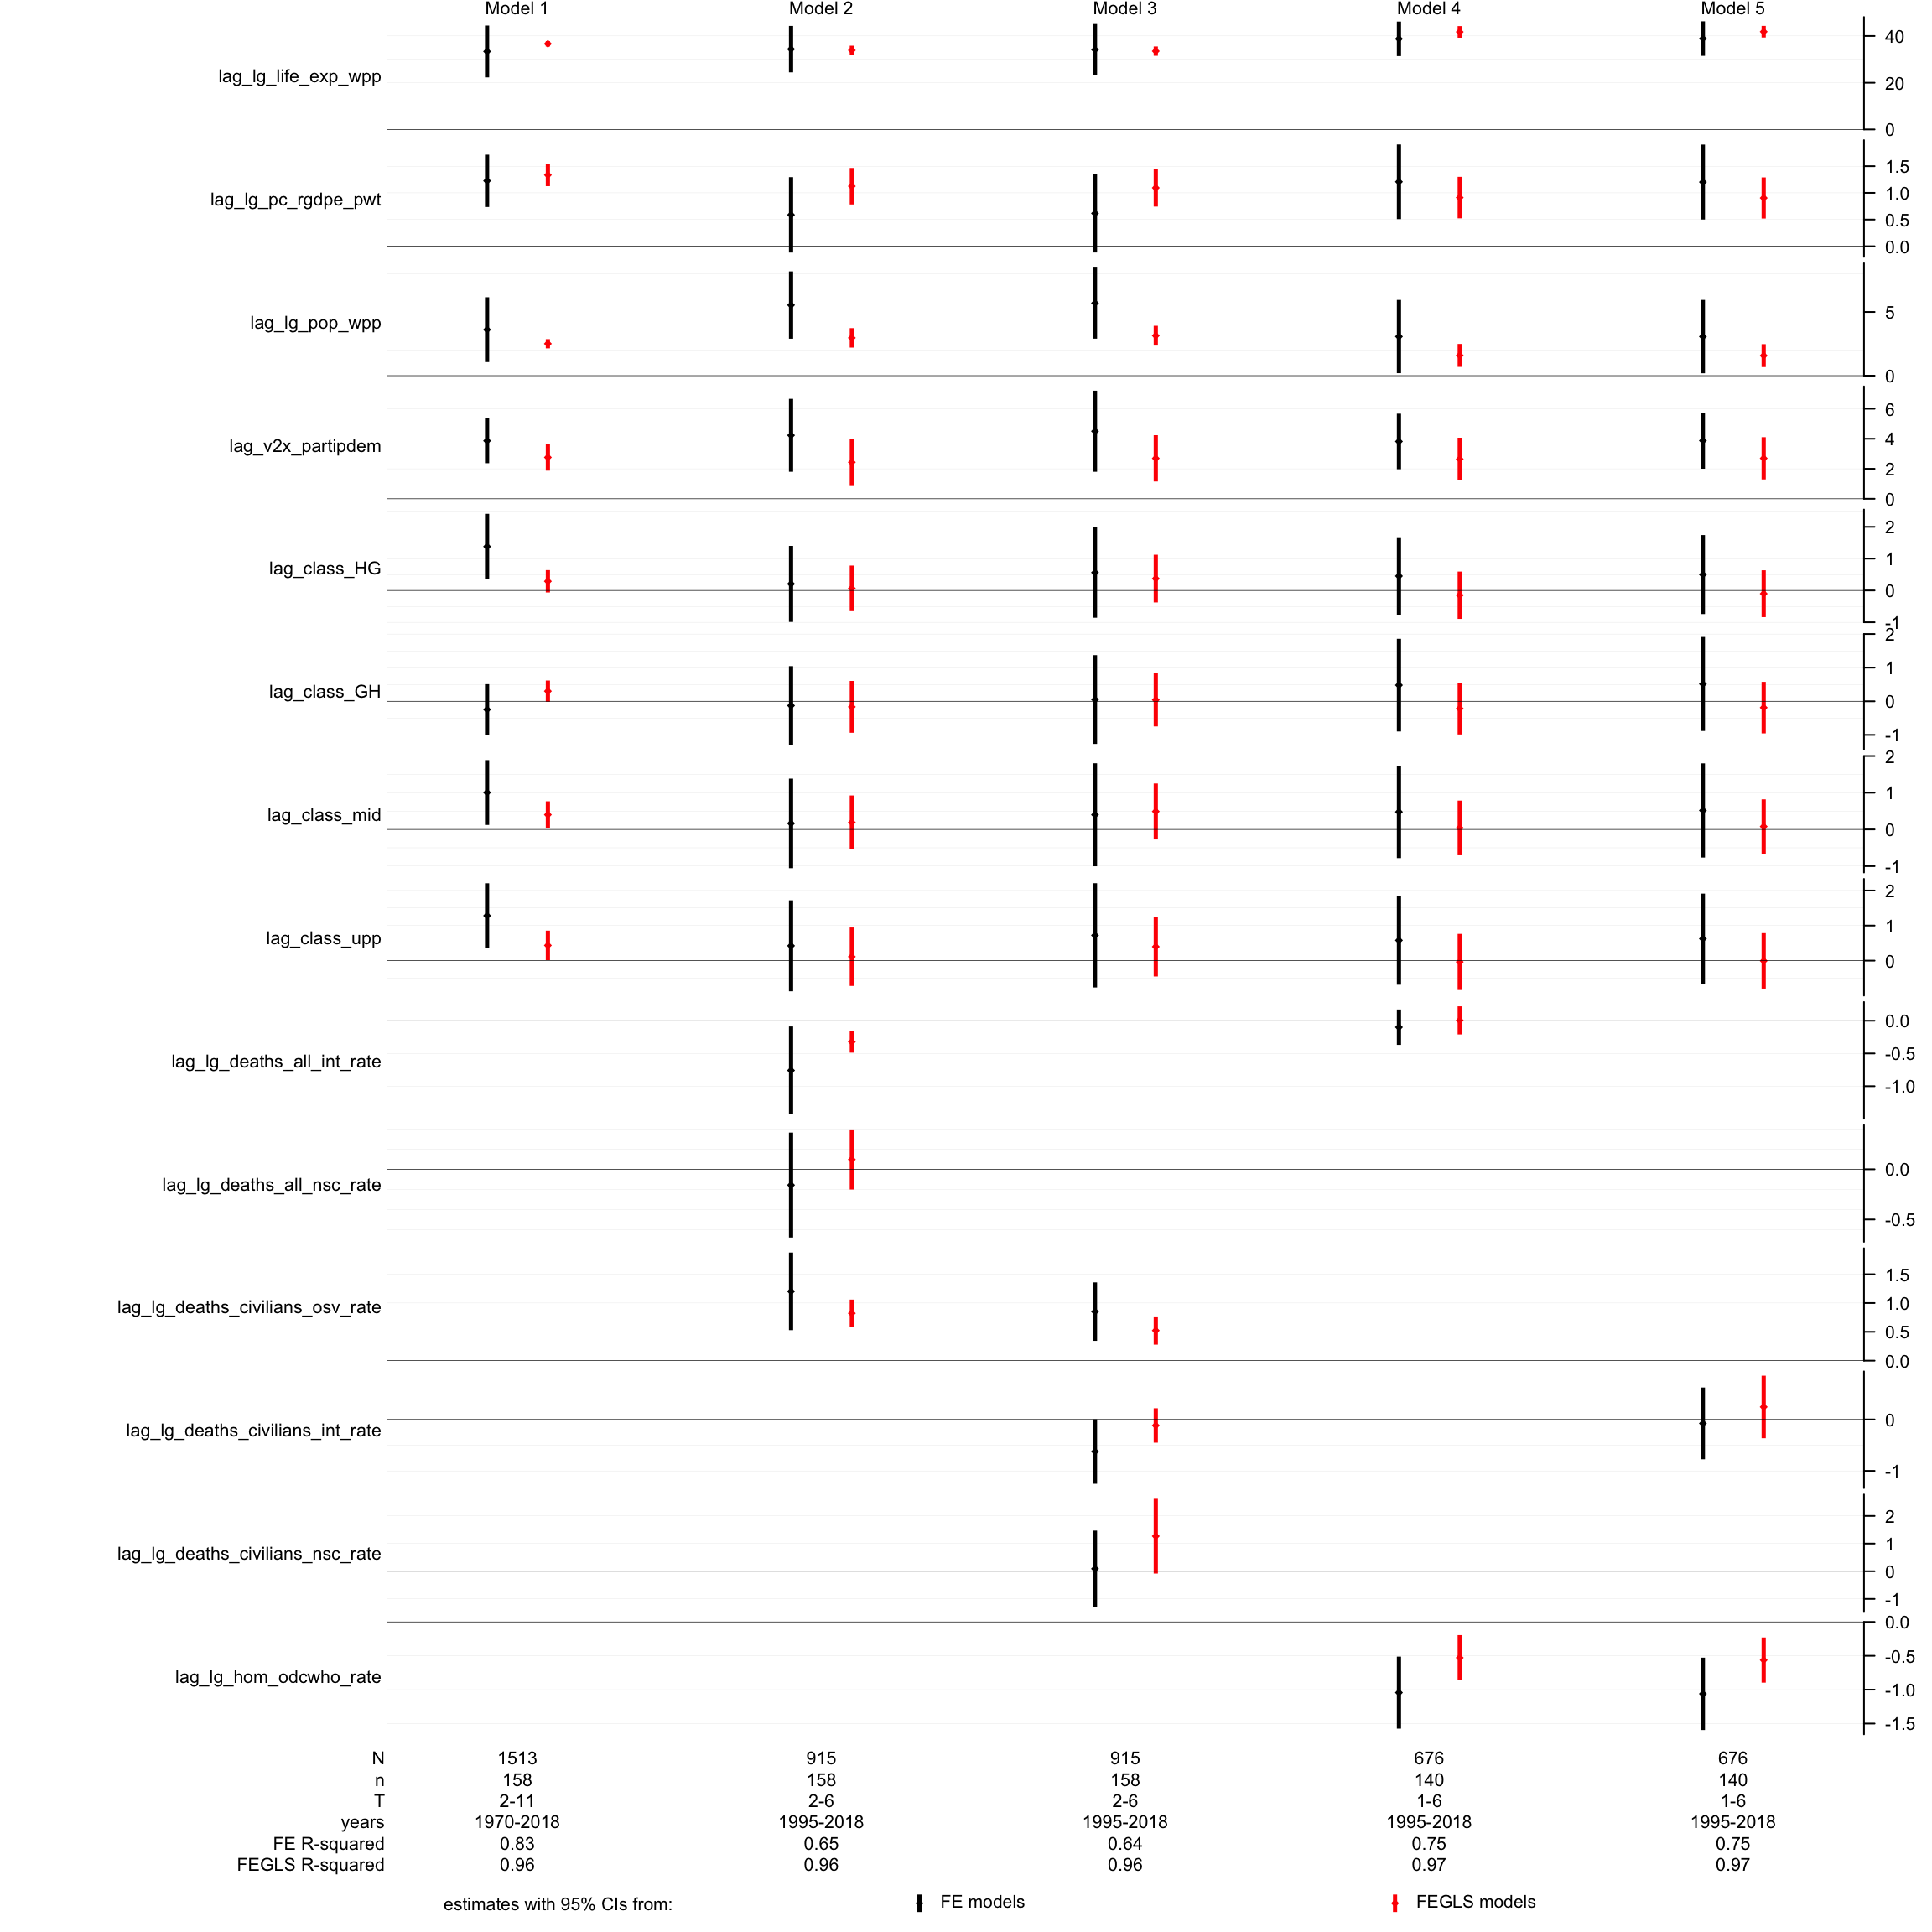 Model 1 Model 2 Model 3 Model 4 Model 5
lag_lg_life_exp_wpp
40
20
0
lag_lg_pc_rgdpe_pwt
1.5
1.0
0.5
0.0
lag_lg_pop_wpp
5
0
lag_v2x_partipdem
6
4
2
0
lag_class_HG
2
1
0
-1
lag_class_GH
2
1
0
-1
lag_class_mid
2
1
0
-1
lag_class_upp
2
1
0
lag_lg_deaths_all_int_rate
0.0
-0.5
-1.0
lag_lg_deaths_all_nsc_rate
0.0
-0.5
lag_lg_deaths_civilians_osv_rate
1.5
1.0
0.5
0.0
lag_lg_deaths_civilians_int_rate
0
-1
lag_lg_deaths_civilians_nsc_rate
2
1
0
-1
lag_lg_hom_odcwho_rate
0.0
-0.5
-1.0
-1.5
N 1513 915 915 676 676
n 158 158 158 140 140
T 2-11 2-6 2-6 1-6 1-6
years 1970-2018 1995-2018 1995-2018 1995-2018 1995-2018
FE R-squared 0.83 0.65 0.64 0.75 0.75
FEGLS R-squared 0.96 0.96 0.96 0.97 0.97
estimates with 95% CIs from: FE models FEGLS models